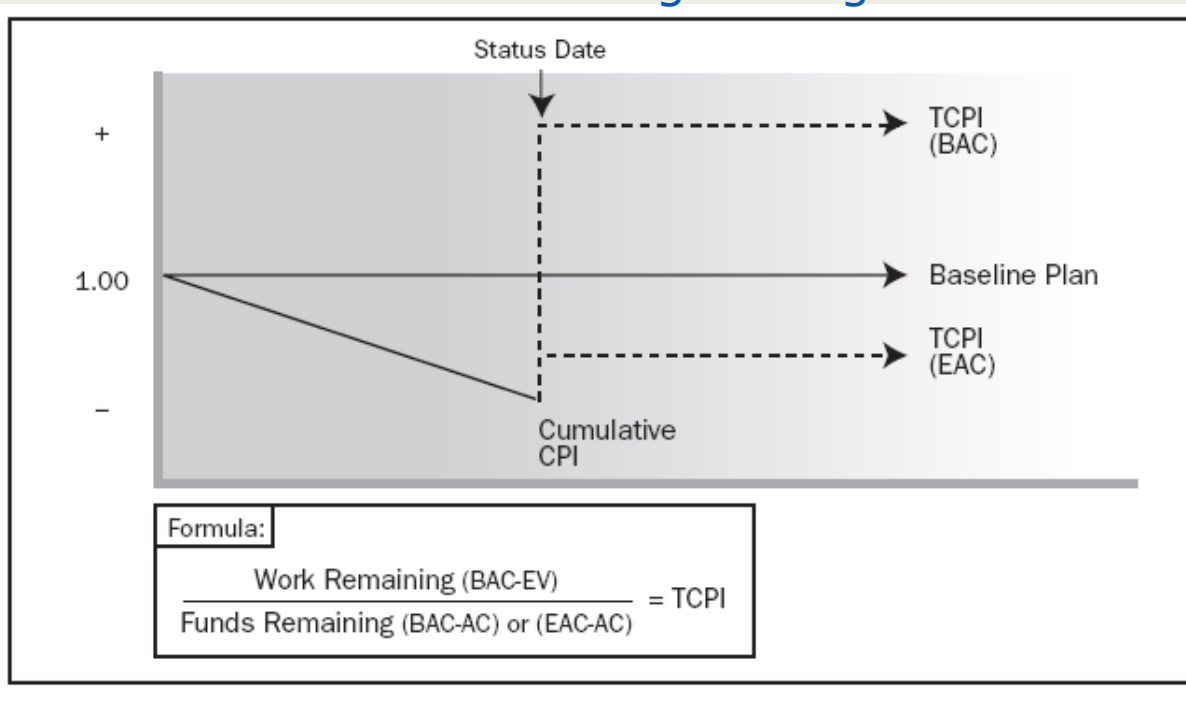 Status Date
+
TCPI
(BAC)
1.00
Baseline Plan
TCPI
(EAC)
–
Cumulative
CPI
Formula:
Work Remaining (BAC-EV)
Funds Remaining (BAC-AC) or (EAC-AC)
= TCPI